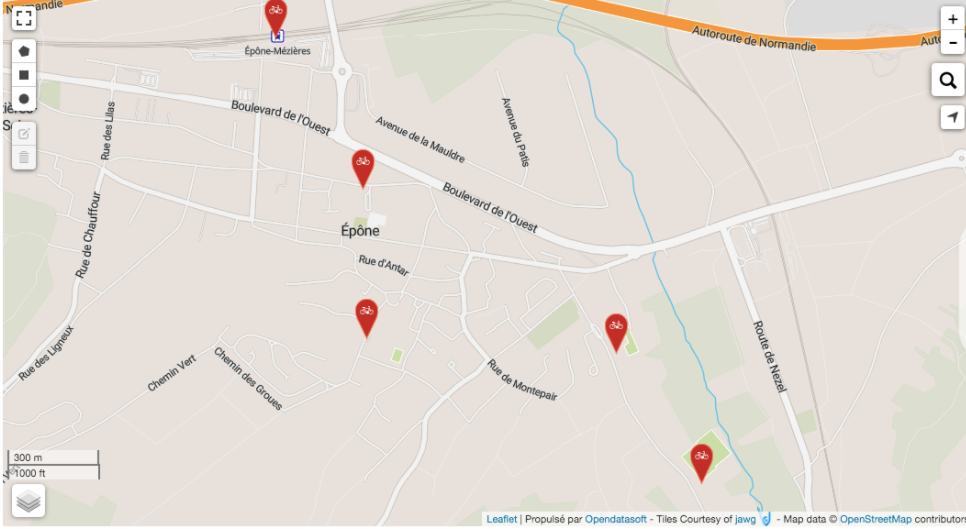 Normandie
Épône-Mézières
Autoroute de Normandie
Auto
+
-
Rue des Lilas
Boulevard de l'Ouest
Avenue de la Mauldre
Avenue du Patis
Boulevard de l'Ouest
Rue de Chauffour
Épône
Rue d'Antar
Rue des Ligneux
Chemin Vert
Chemin des Groues
Rue de Montepair
Route de Nezel
300 m
1000 ft
Leaflet | Propulsé par Opendatasoft - Tiles Courtesy of jawg - Map data © OpenStreetMap contributors